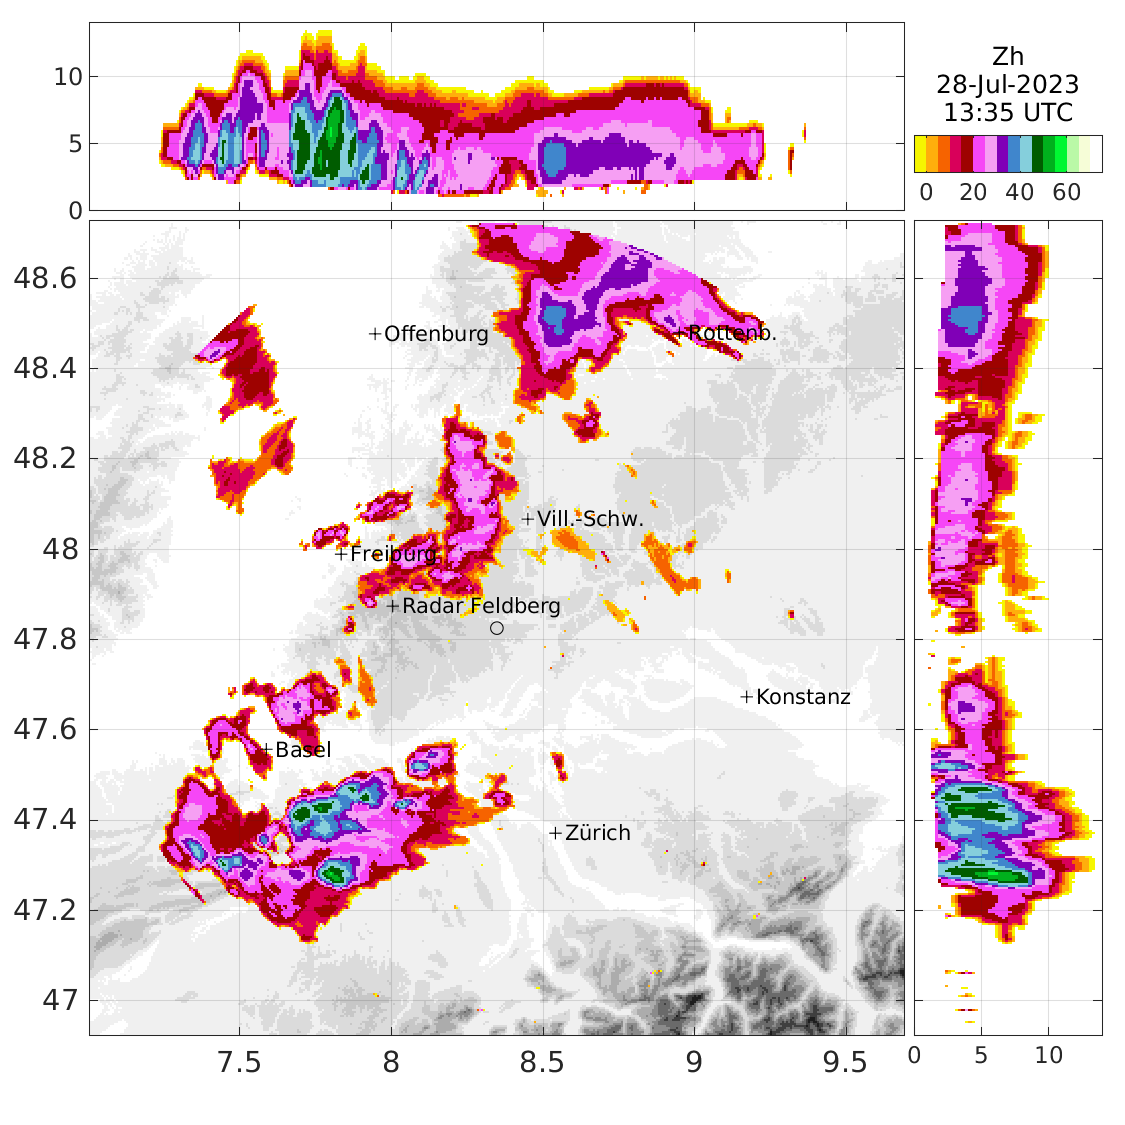 10
5
0
Zh
28-Jul-2023
13:35 UTC
0 20 40 60
48.6
48.4
48.2
48
47.8
47.6
47.4
47.2
47
+Offenburg
+Rottenb.
+Vill.-Schw.
+Freiburg
+Radar Feldberg
+Konstanz
+Basel
+Zürich
7.5 8 8.5 9 9.5
0 5 10